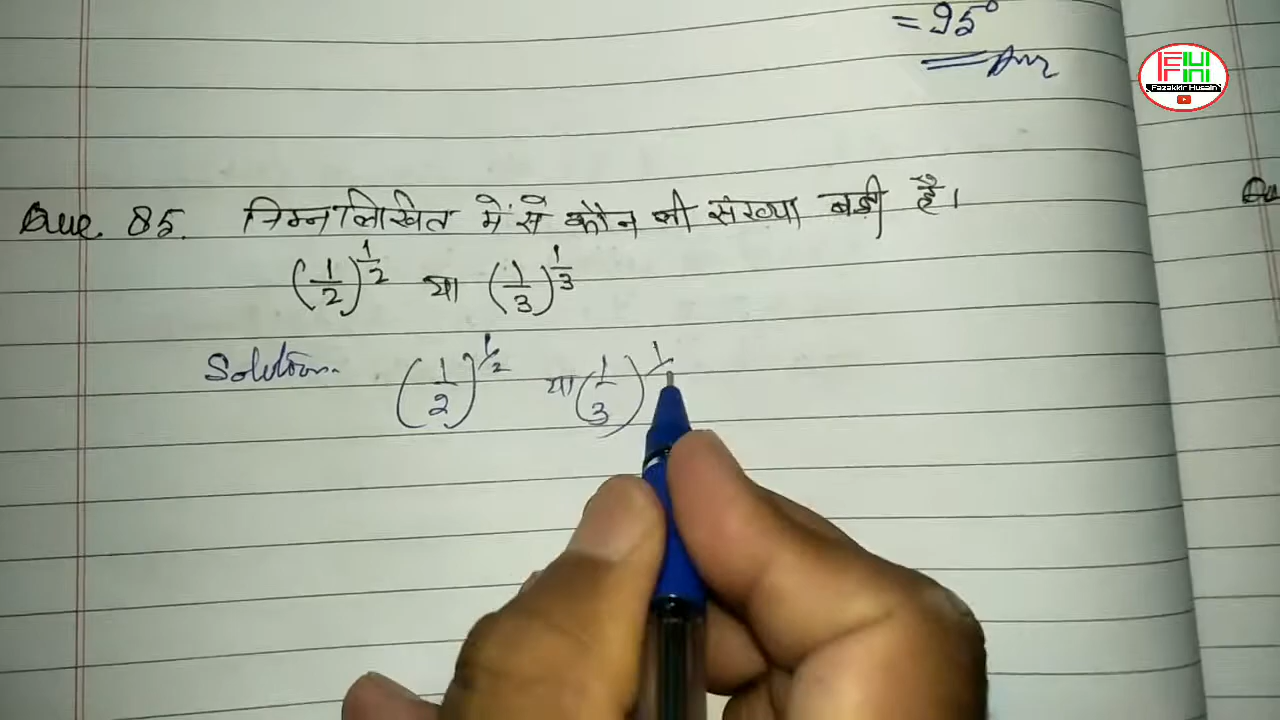 = 95°
Ans
Fazakkir Husain
Que. 85. निम्नलिखित में से कौन सी संख्या बड़ी है।
(1/2)^1/2 या (1/3)^1/3
Solution. (1/2)^1/2 या (1/3)^1/